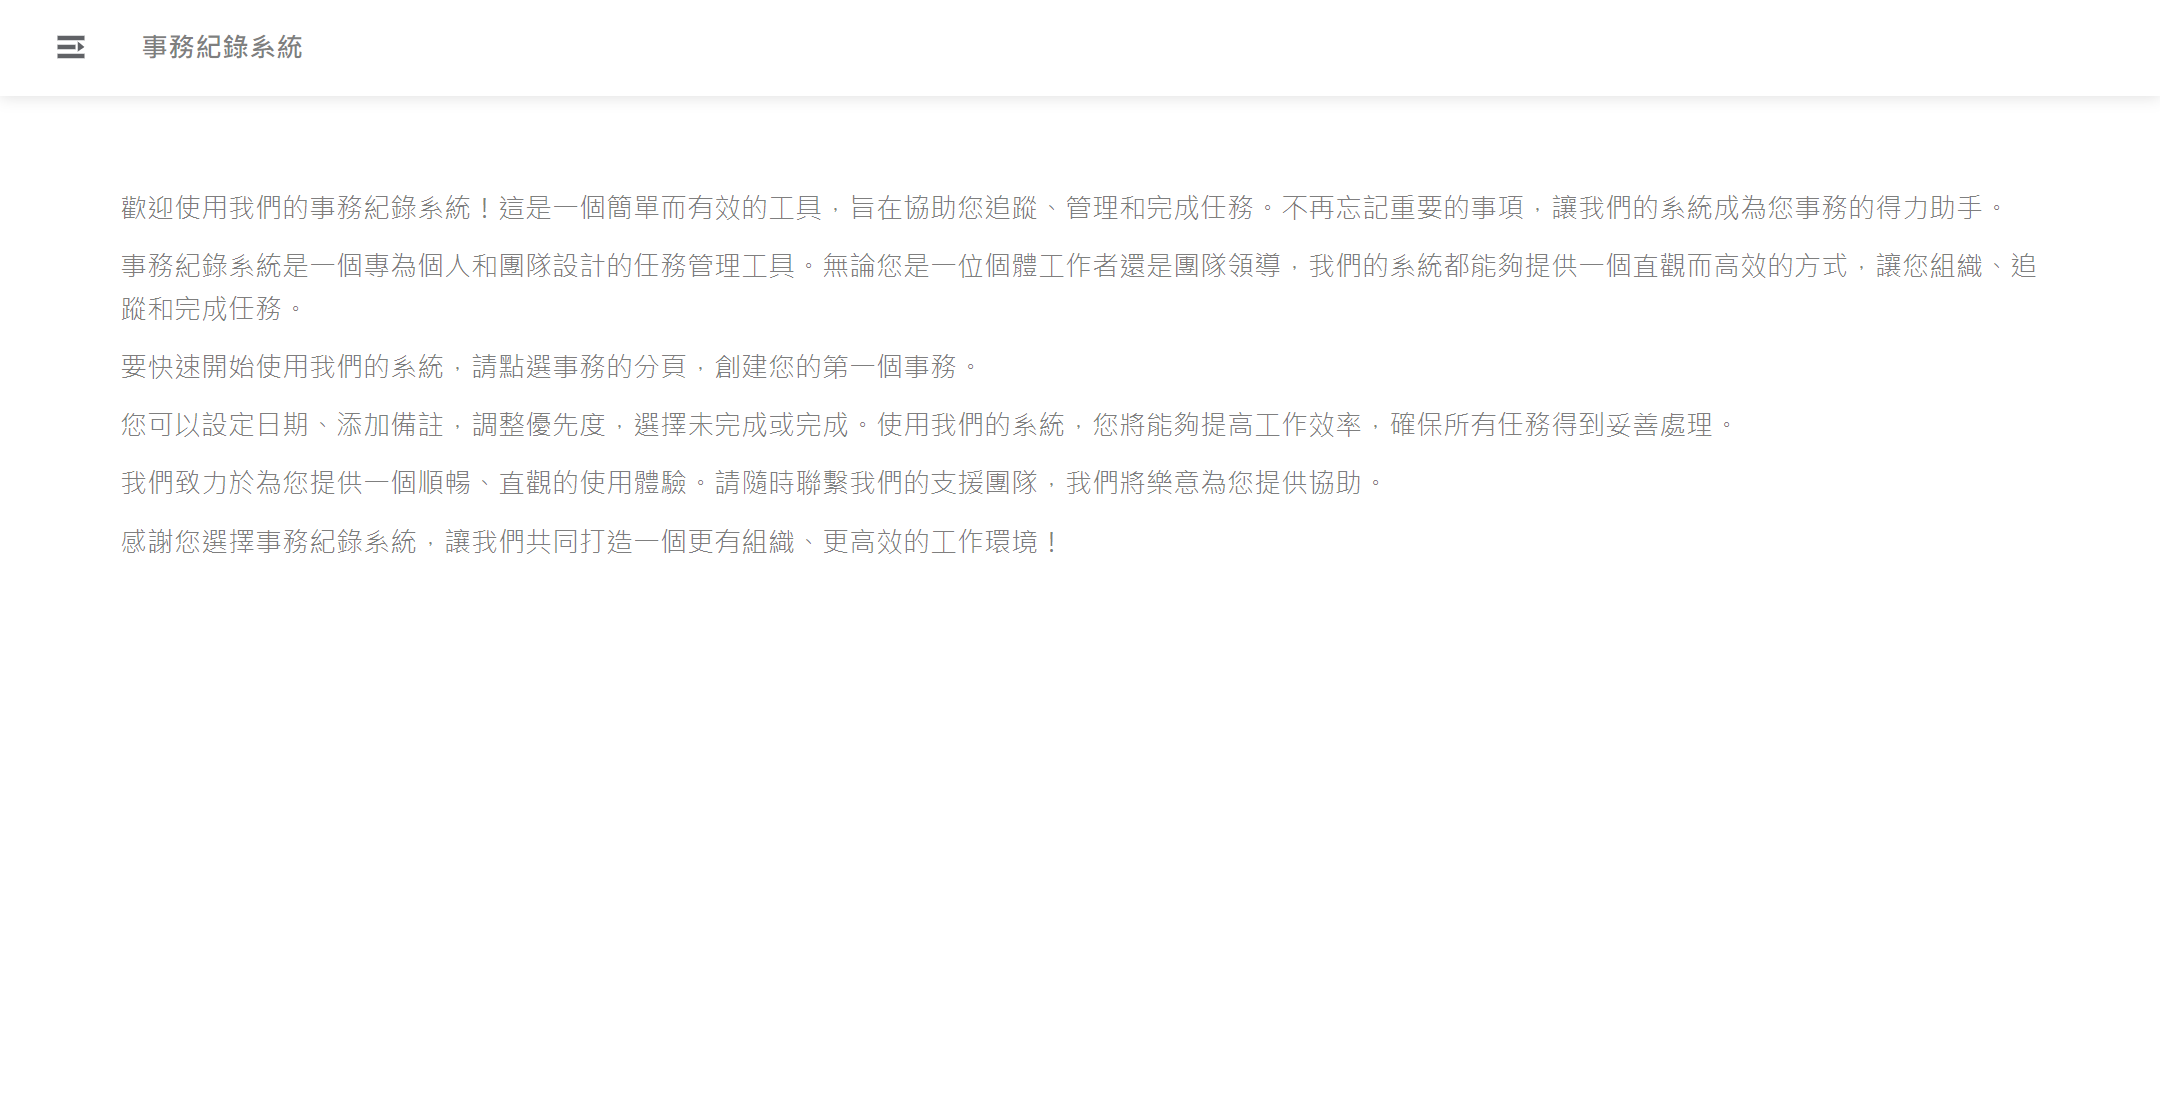 事務紀錄系統
歡迎使用我們的事務紀錄系統！這是一個簡單而有效的工具，旨在協助您追蹤、管理和完成任務。不再忘記重要的事項，讓我們的系統成為您事務的得力助手。
事務紀錄系統是一個專為個人和團隊設計的任務管理工具。無論您是一位個體工作者還是團隊領導，我們的系統都能夠提供一個直觀而高效的方式，讓您組織、追
蹤和完成任務。
要快速開始使用我們的系統，請點選事務的分頁，創建您的第一個事務。
您可以設定日期、添加備註，調整優先度，選擇未完成或完成。使用我們的系統，您將能夠提高工作效率，確保所有任務得到妥善處理。
我們致力於為您提供一個順暢、直觀的使用體驗。請隨時聯繫我們的支援團隊，我們將樂意為您提供協助。
感謝您選擇事務紀錄系統，讓我們共同打造一個更有組織、更高效的工作環境！